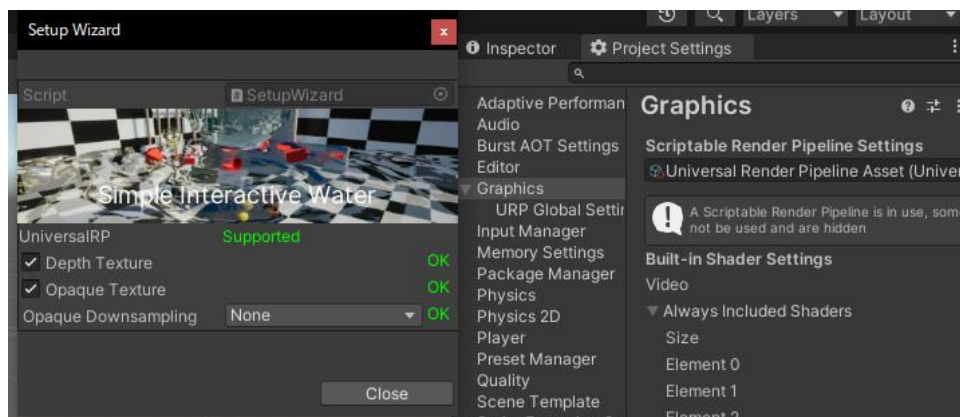 Setup Wizard
x
Script
SetupWizard
Simple Interactive Water
UniversalRP Supported
Depth Texture OK
Opaque Texture OK
Opaque Downsampling None OK
Close
Layers Layout
Inspector Project Settings
Adaptive Performan
Audio
Burst AOT Settings
Editor
Graphics
URP Global Settin
Input Manager
Memory Settings
Package Manager
Physics
Physics 2D
Player
Preset Manager
Quality
Scene Template
Graphics
Scriptable Render Pipeline Settings
Universal Render Pipeline Asset (Univer
A Scriptable Render Pipeline is in use, som
not be used and are hidden
Built-in Shader Settings
Video
Always Included Shaders
Size
Element 0
Element 1
Element 2